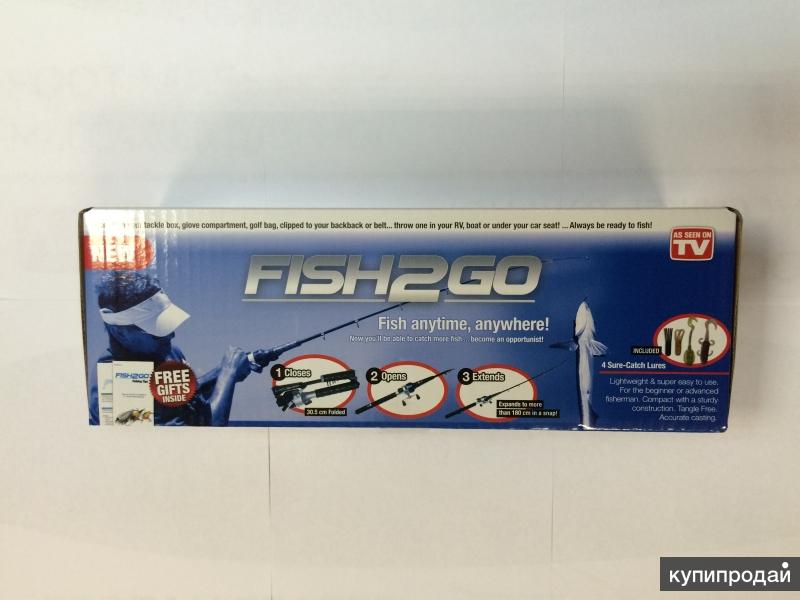 tackle box, glove compartment, golf bag, clipped to your backback or belt... throw one in your RV, boat or under your car seat! ... Always be ready to fish!
NEW
AS SEEN ON
TV
FISH2GO
Fish anytime, anywhere!
Now you'll be able to catch more fish... become an opportunist!
1 Closes
30.5 cm Folded
2 Opens
3 Extends
Expands to more
than 180 cm in a snap!
FISH2GO
FREE
GIFTS
INSIDE
INCLUDED
4 Sure-Catch Lures
Lightweight & super easy to use.
For the beginner or advanced
fisherman. Compact with a sturdy
construction. Tangle Free.
Accurate casting.
купипродай